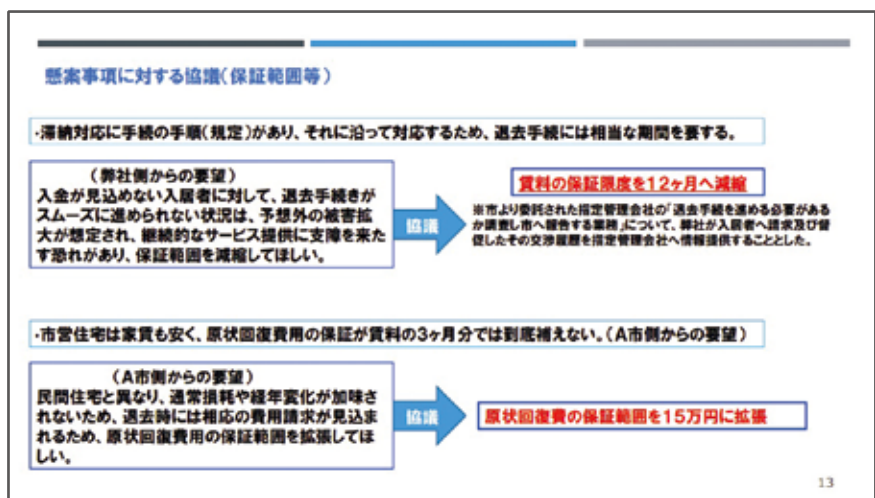 懸案事項に対する協議(保証範囲等)
・滞納対応に手続の手順(規定)があり、それに沿って対応するため、退去手続には相当な期間を要する。
(弊社側からの要望)
入金が見込めない入居者に対して、退去手続きが
スムーズに進められない状況は、予想外の被害拡
大が想定され、継続的なサービス提供に支障を来た
す恐れがあり、保証範囲を減縮してほしい。
協議
賃料の保証限度を12ヶ月へ減縮
※市より委託された指定管理会社の「退去手続を進める必要がある
か調査し市へ報告する業務」について、弊社が入居者へ請求及び督
促したその交渉履歴を指定管理会社へ情報提供することとした。
・市営住宅は家賃も安く、原状回復費用の保証が賃料の3ヶ月分では到底補えない。(A市側からの要望)
(A市側からの要望)
民間住宅と異なり、通常損耗や経年変化が加味さ
れないため、退去時には相応の費用請求が見込ま
れるため、原状回復費用の保証範囲を拡張してほ
しい。
協議
原状回復費の保証範囲を15万円に拡張
13